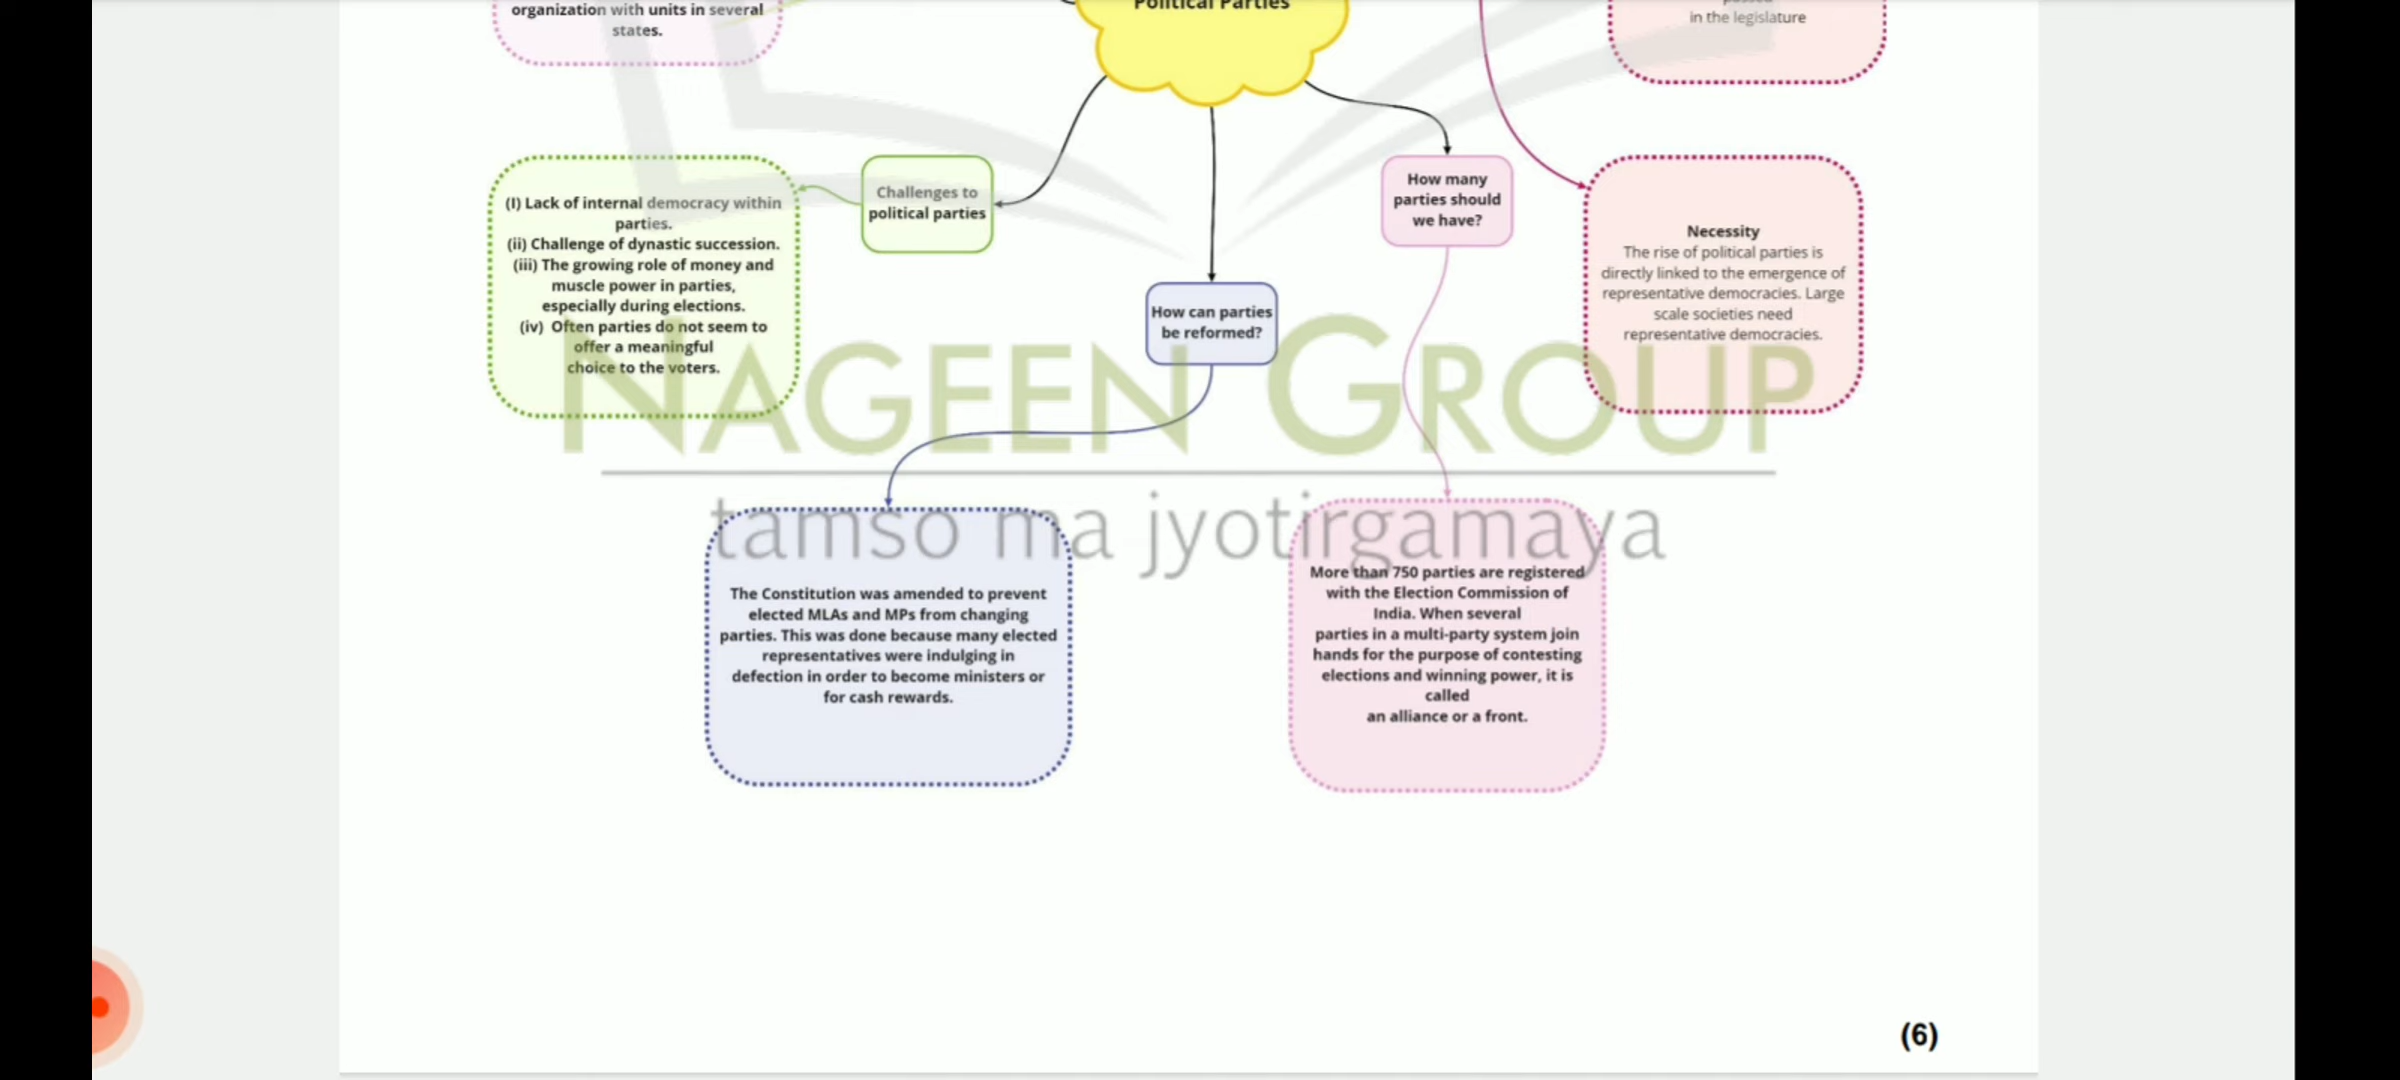 organization with units in several
states.
Political Parties
in the legislature
Challenges to
political parties
(I) Lack of internal democracy within
parties.
(ii) Challenge of dynastic succession.
(iii) The growing role of money and
muscle power in parties,
especially during elections.
(iv) Often parties do not seem to
offer a meaningful
choice to the voters.
How many
parties should
we have?
Necessity
The rise of political parties is
directly linked to the emergence of
representative democracies. Large
scale societies need
representative democracies.
How can parties
be reformed?
NAGEEN GROUP
tamso ma jyotirgamaya
The Constitution was amended to prevent
elected MLAs and MPs from changing
parties. This was done because many elected
representatives were indulging in
defection in order to become ministers or
for cash rewards.
More than 750 parties are registered
with the Election Commission of
India. When several
parties in a multi-party system join
hands for the purpose of contesting
elections and winning power, it is
called
an alliance or a front.
(6)